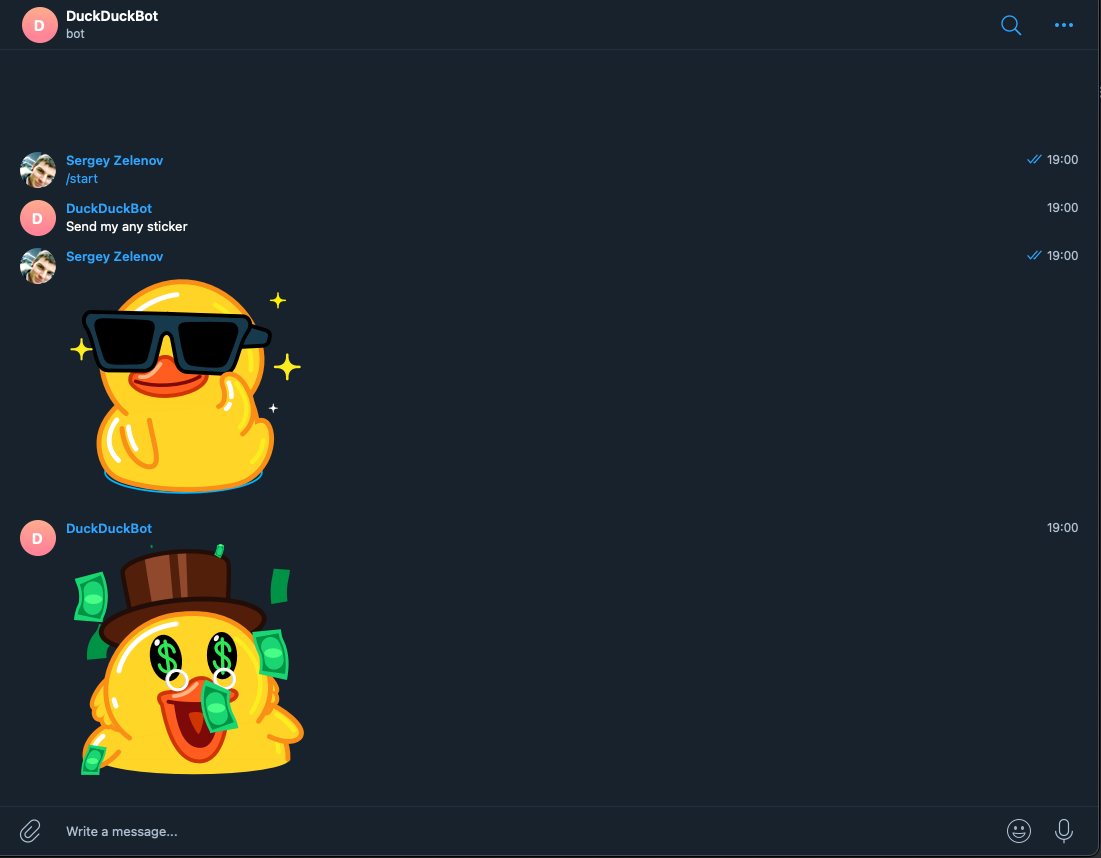 D
DuckDuckBot
bot
Sergey Zelenov
19:00
/start
D
DuckDuckBot
19:00
Send my any sticker
Sergey Zelenov
19:00
DuckDuckBot
19:00
D
$ $
Write a message...